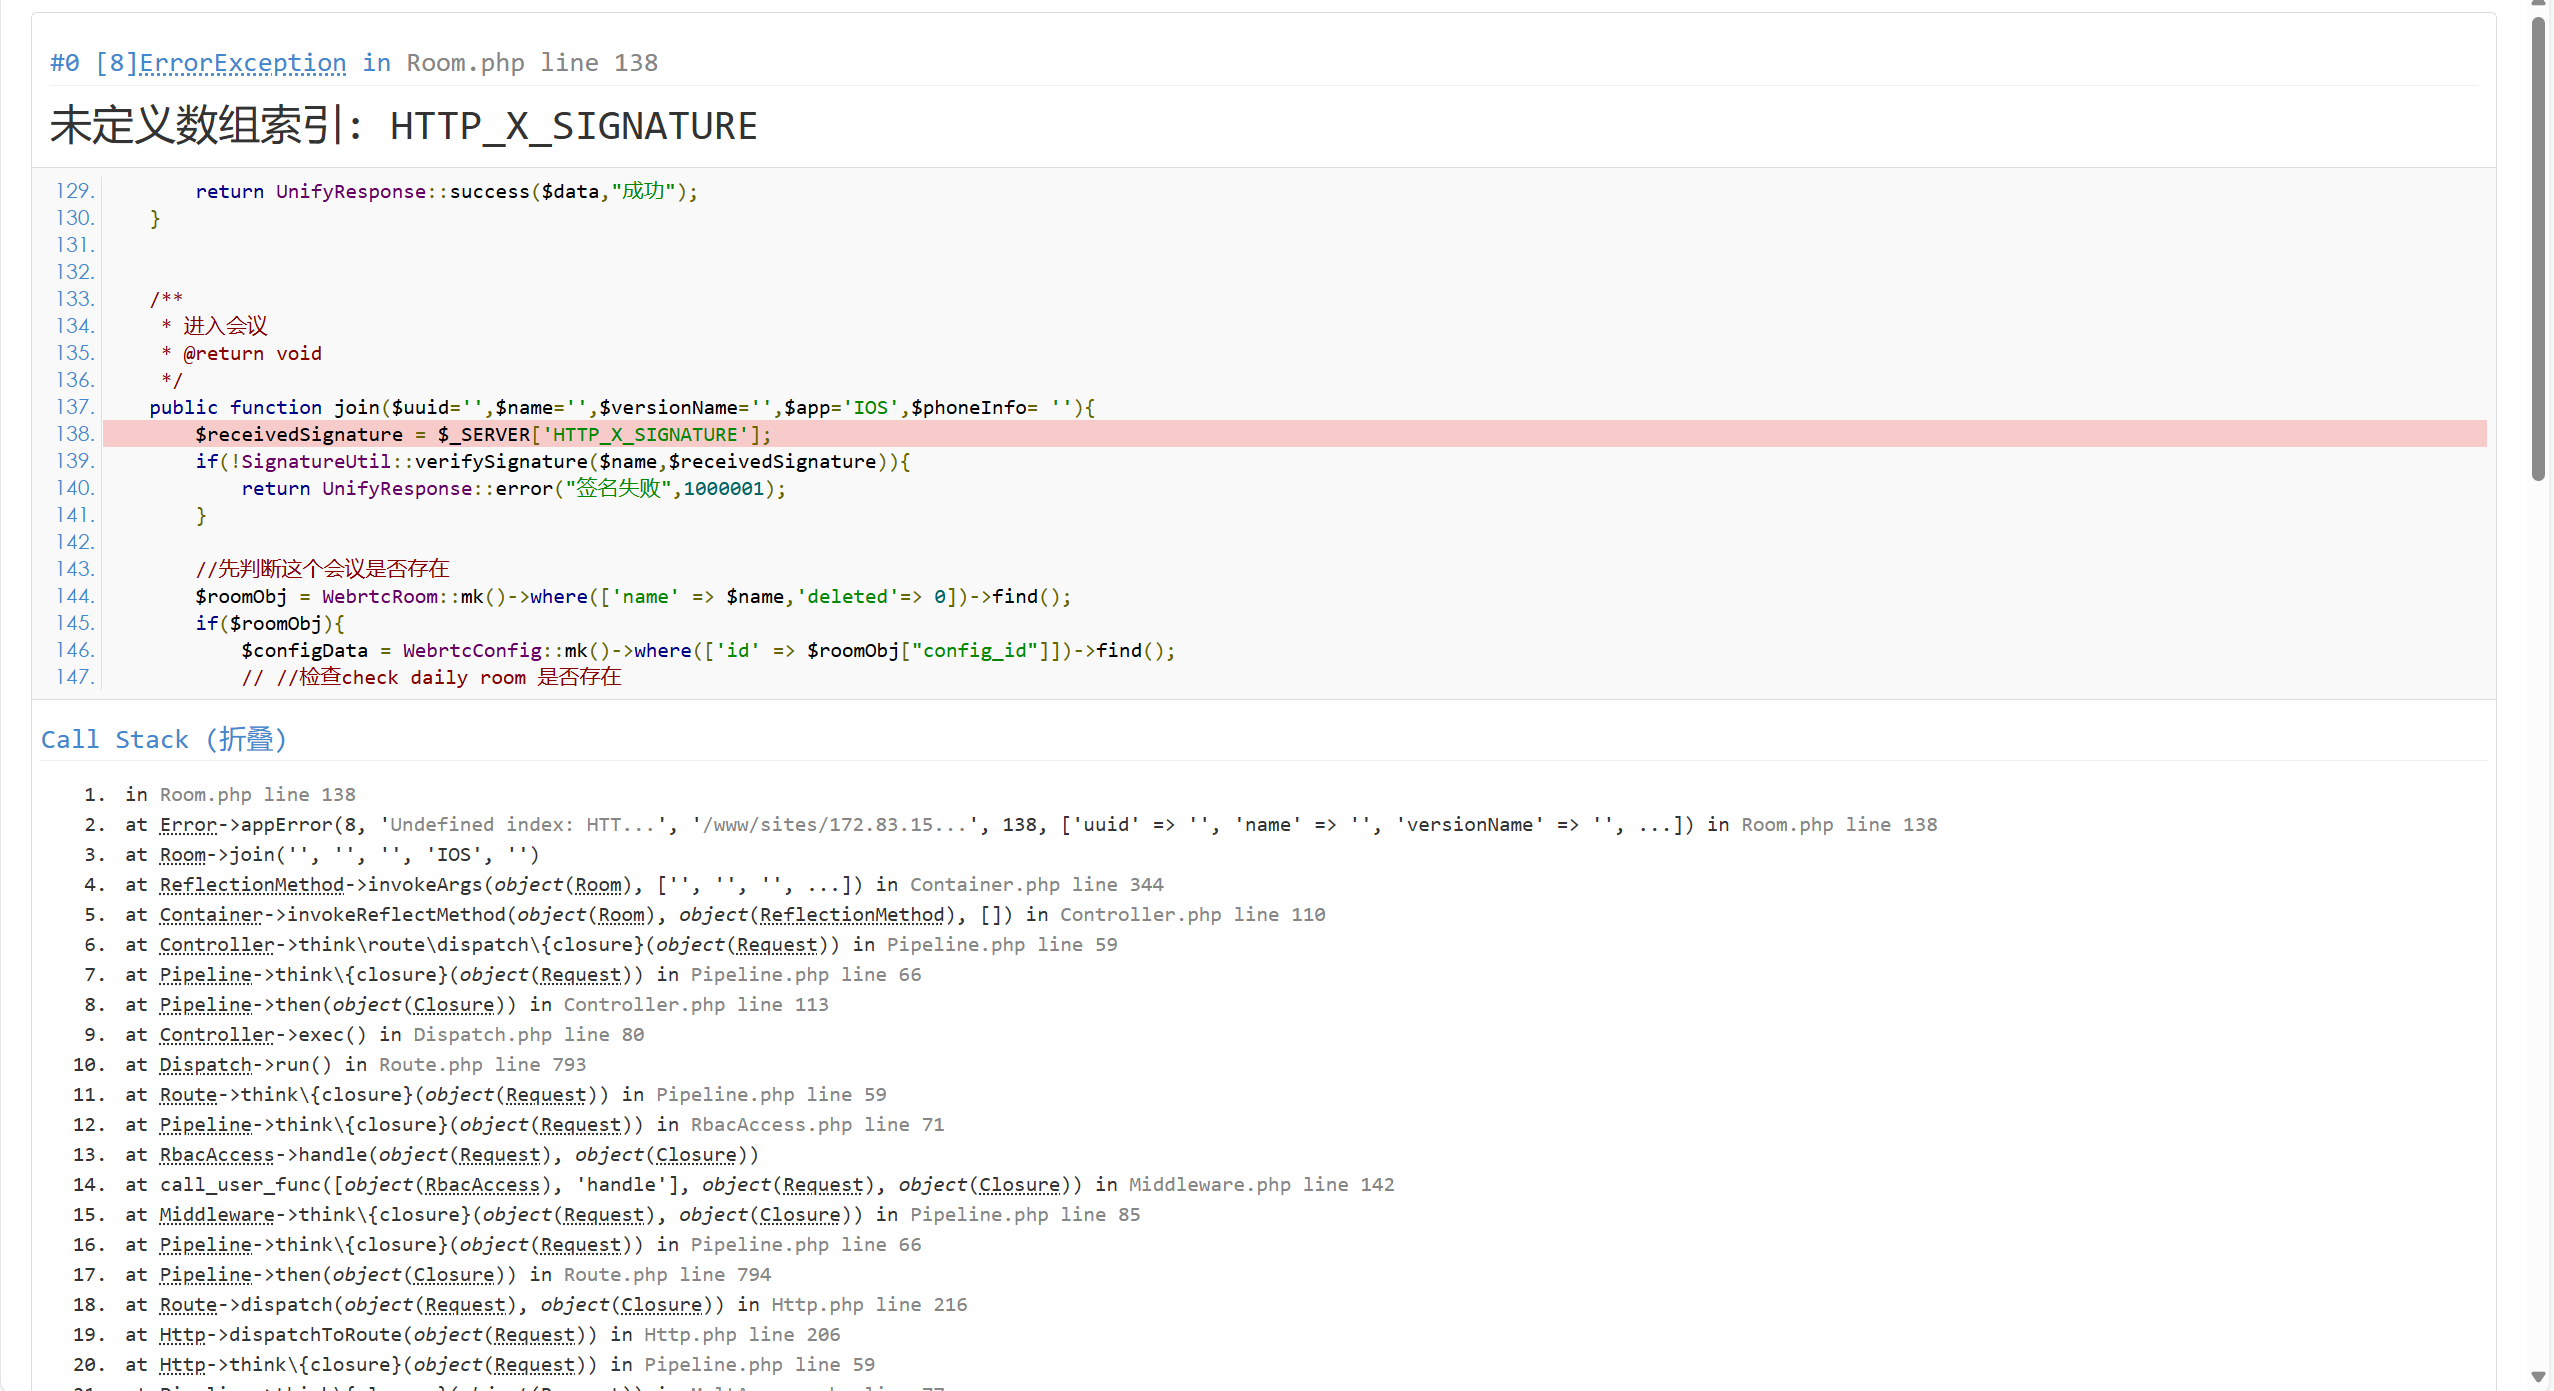 #0 [8]ErrorException in Room.php line 138
未定义数组索引: HTTP_X_SIGNATURE
129. return UnifyResponse::success($data,"成功");
130. }
131.
132.
133. /**
134. * 进入会议
135. * @return void
136. */
137. public function join($uuid='',$name='',$versionName='',$app='IOS',$phoneInfo= ''){
138. $receivedSignature = $_SERVER['HTTP_X_SIGNATURE'];
139. if(!SignatureUtil::verifySignature($name,$receivedSignature)){
140. return UnifyResponse::error("签名失败",1000001);
141. }
142.
143. //先判断这个会议是否存在
144. $roomObj = WebrtcRoom::mk()->where(['name' => $name,'deleted'=> 0])->find();
145. if($roomObj){
146. $configData = WebrtcConfig::mk()->where(['id' => $roomObj["config_id"]])->find();
147. // //检查check daily room 是否存在
Call Stack (折叠)
1. in Room.php line 138
2. at Error->appError(8, 'Undefined index: HTT...', '/www/sites/172.83.15...', 138, ['uuid' => '', 'name' => '', 'versionName' => '', ...]) in Room.php line 138
3. at Room->join('', '', '', 'IOS', '')
4. at ReflectionMethod->invokeArgs(object(Room), ['', '', '', ...]) in Container.php line 344
5. at Container->invokeReflectMethod(object(Room), object(ReflectionMethod), []) in Controller.php line 110
6. at Controller->think\route\dispatch\{closure}(object(Request)) in Pipeline.php line 59
7. at Pipeline->think\{closure}(object(Request)) in Pipeline.php line 66
8. at Pipeline->then(object(Closure)) in Controller.php line 113
9. at Controller->exec() in Dispatch.php line 80
10. at Dispatch->run() in Route.php line 793
11. at Route->think\{closure}(object(Request)) in Pipeline.php line 59
12. at Pipeline->think\{closure}(object(Request)) in RbacAccess.php line 71
13. at RbacAccess->handle(object(Request), object(Closure))
14. at call_user_func([object(RbacAccess), 'handle'], object(Request), object(Closure)) in Middleware.php line 142
15. at Middleware->think\{closure}(object(Request), object(Closure)) in Pipeline.php line 85
16. at Pipeline->think\{closure}(object(Request)) in Pipeline.php line 66
17. at Pipeline->then(object(Closure)) in Route.php line 794
18. at Route->dispatch(object(Request), object(Closure)) in Http.php line 216
19. at Http->dispatchToRoute(object(Request)) in Http.php line 206
20. at Http->think\{closure}(object(Request)) in Pipeline.php line 59